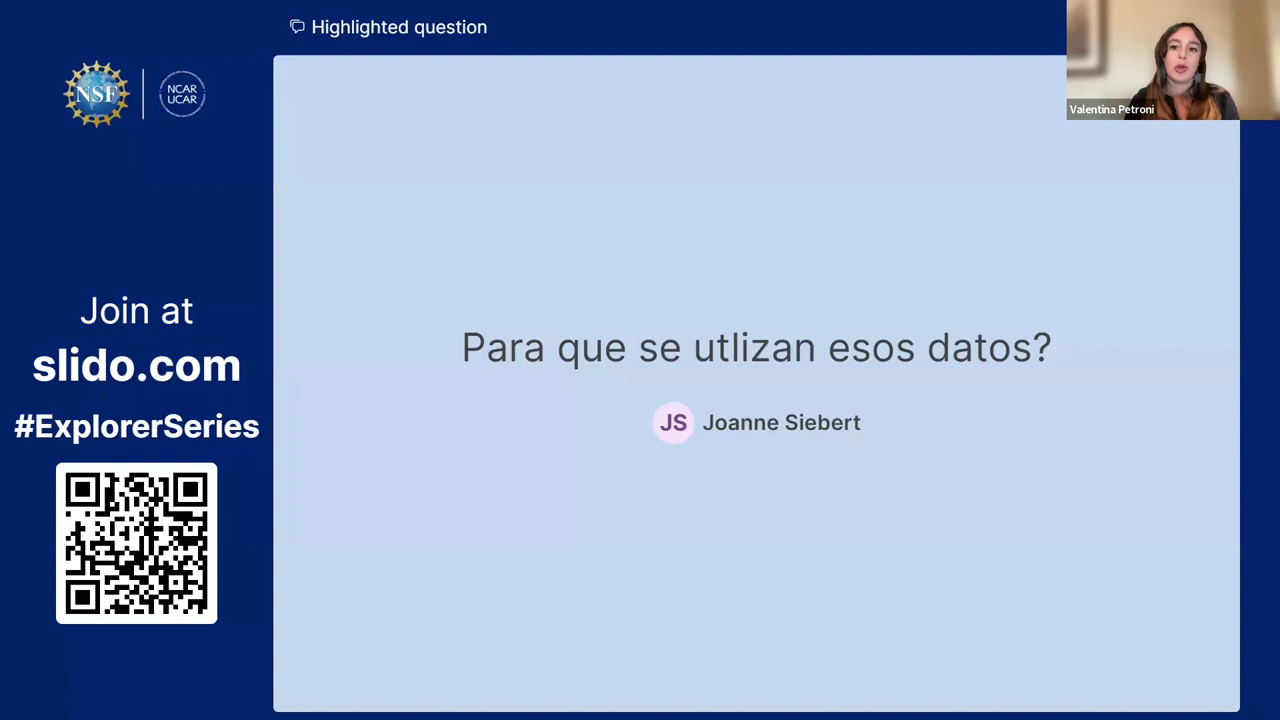 Highlighted question
NSF
NCAR
UCAR
Valentina Petroni
Join at
slido.com
#ExplorerSeries
Para que se utlizan esos datos?
JS Joanne Siebert